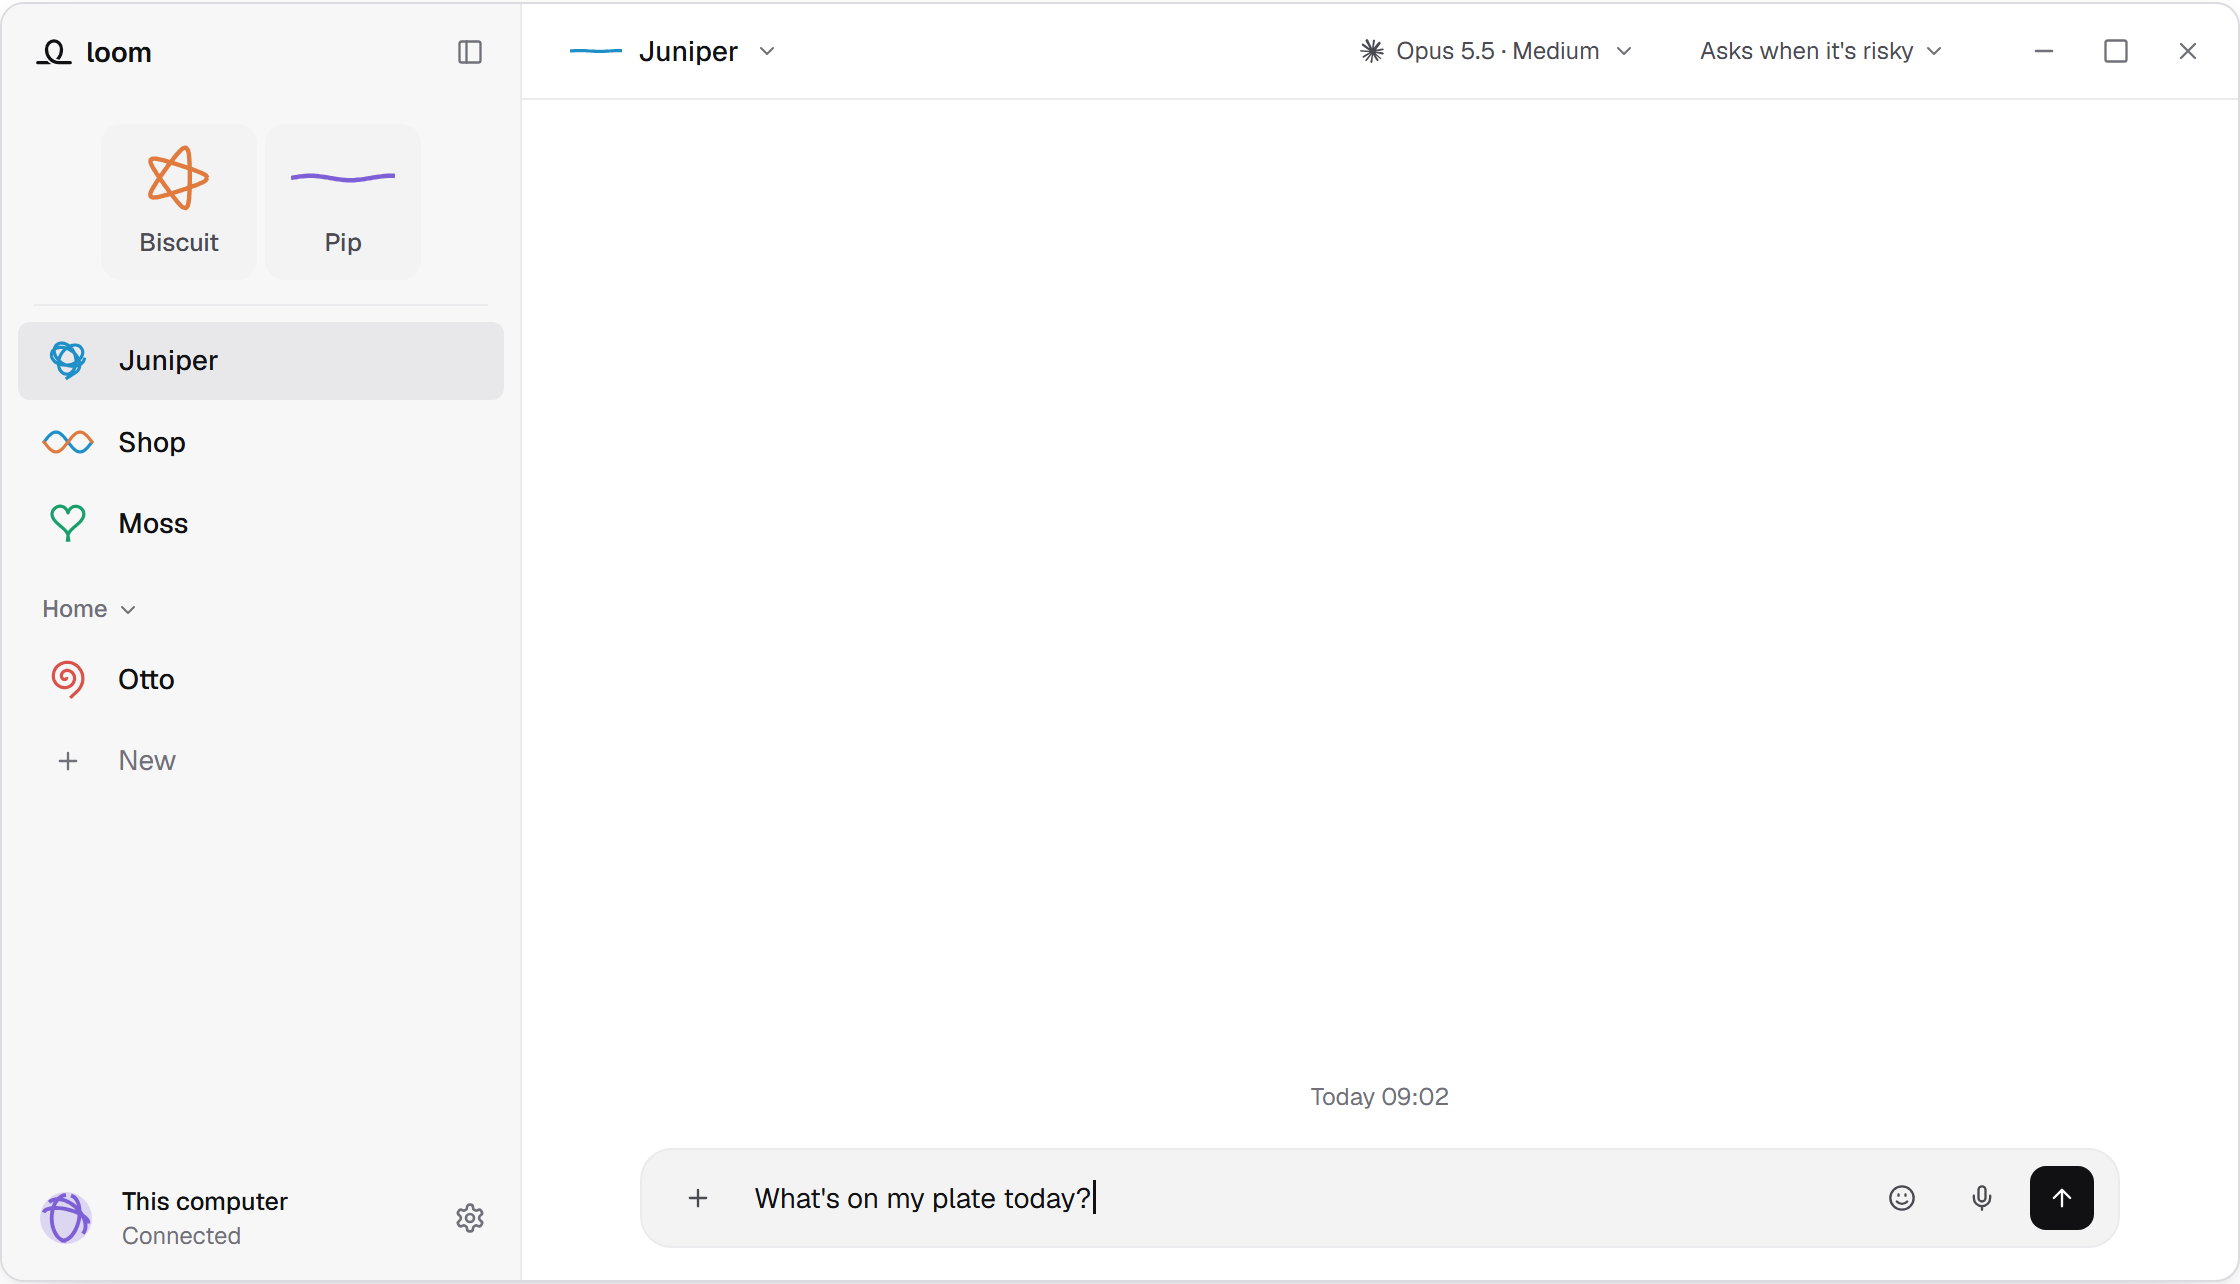 loom
Biscuit
Pip
Juniper
Shop
Moss
Home
Otto
New
This computer
Connected
Juniper
Opus 5.5 · Medium
Asks when it's risky
Today 09:02
What's on my plate today?